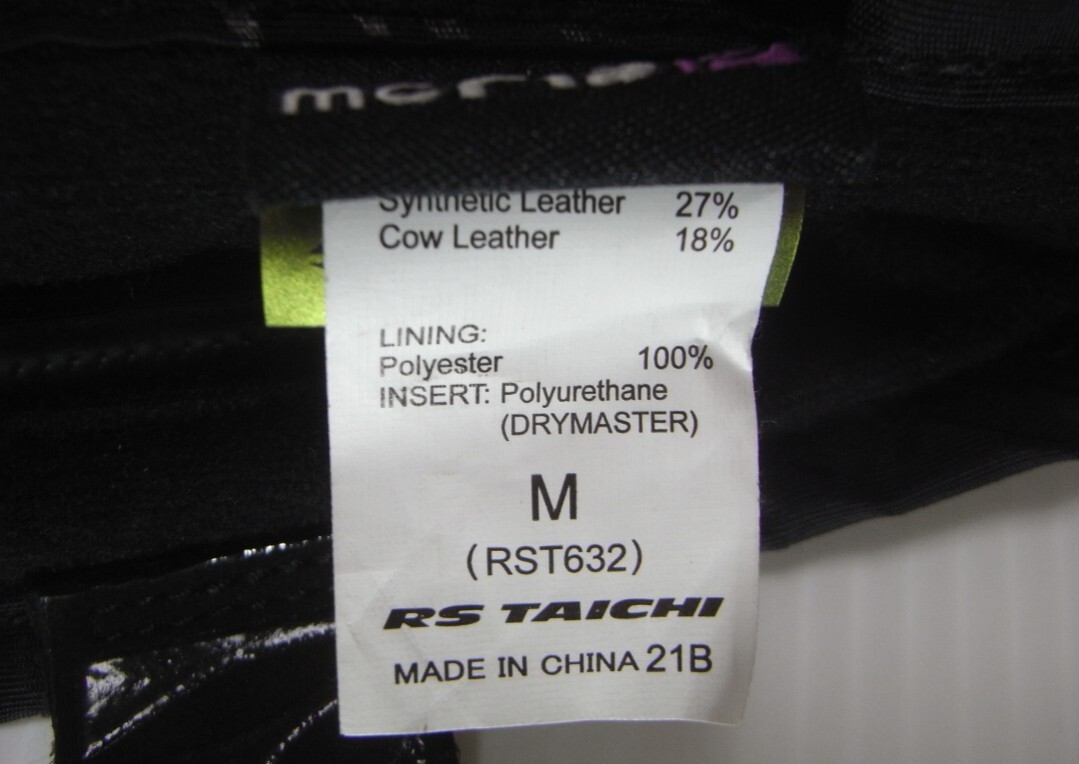 Synthetic Leather 27%
Cow Leather 18%
LINING:
Polyester 100%
INSERT: Polyurethane
(DRYMASTER)
M
(RST632)
RS TAICHI
MADE IN CHINA 21B